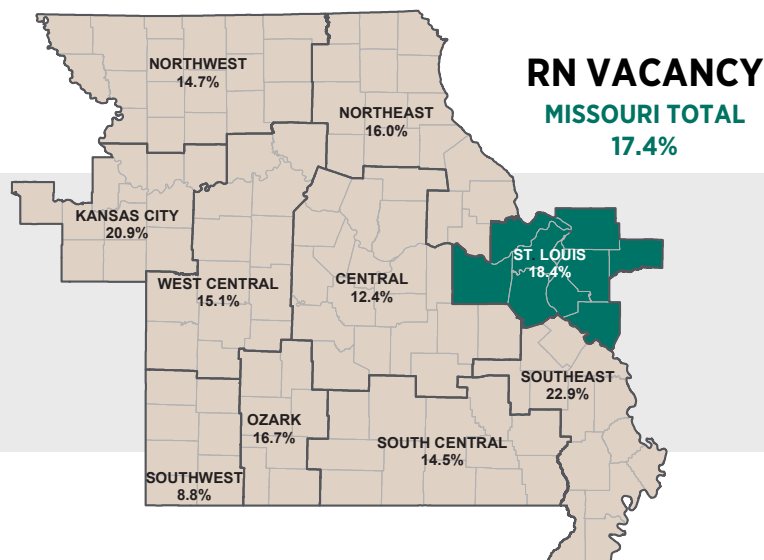 RN VACANCY
MISSOURI TOTAL
17.4%
NORTHWEST
14.7%
NORTHEAST
16.0%
KANSAS CITY
20.9%
ST. LOUIS
18.4%
WEST CENTRAL
15.1%
CENTRAL
12.4%
SOUTHEAST
22.9%
OZARK
16.7%
SOUTH CENTRAL
14.5%
SOUTHWEST
8.8%